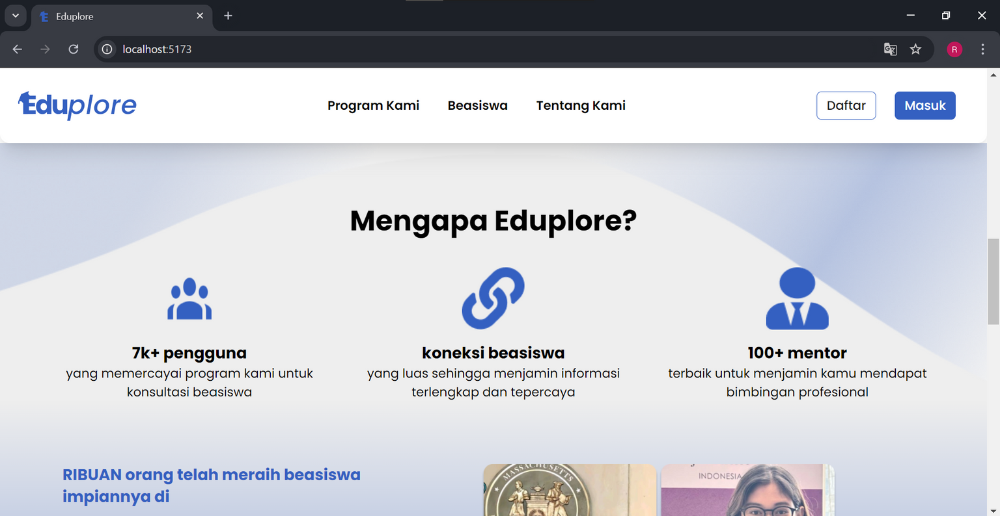 Eduplore
localhost:5173
R
Eduplore
Program Kami
Beasiswa
Tentang Kami
Daftar
Masuk
Mengapa Eduplore?
7k+ pengguna
yang memercayai program kami untuk
konsultasi beasiswa
koneksi beasiswa
yang luas sehingga menjamin informasi
terlengkap dan tepercaya
100+ mentor
terbaik untuk menjamin kamu mendapat
bimbingan profesional
RIBUAN orang telah meraih beasiswa
impiannya di
MASSACHUSETTS
INDONESIA